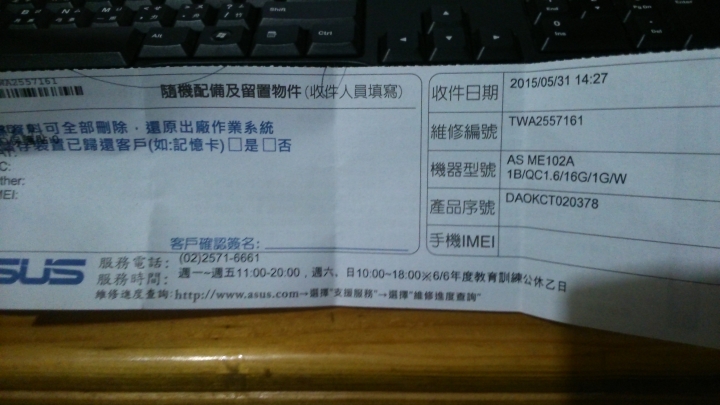 TWA2557161
隨機配備及留置物件(收件人員填寫)
資料可全部刪除，還原出廠作業系統
存裝置已歸還客戶(如:記憶卡)□是□否
客戶確認簽名:
收件日期 2015/05/31 14:27
維修編號 TWA2557161
機器型號 AS ME102A
1B/QC1.6/16G/1G/W
產品序號 DAOKCT020378
手機IMEI
SUS
服務電話: (02)2571-6661
服務時間: 週一~週五11:00-20:00，週六、日10:00~18:00※6/6年度教育訓練公休乙日
維修進度查詢:http://www.asus.com→選擇"支援服務"→選擇"維修進度查詢"
Shift
Alt
Ctrl